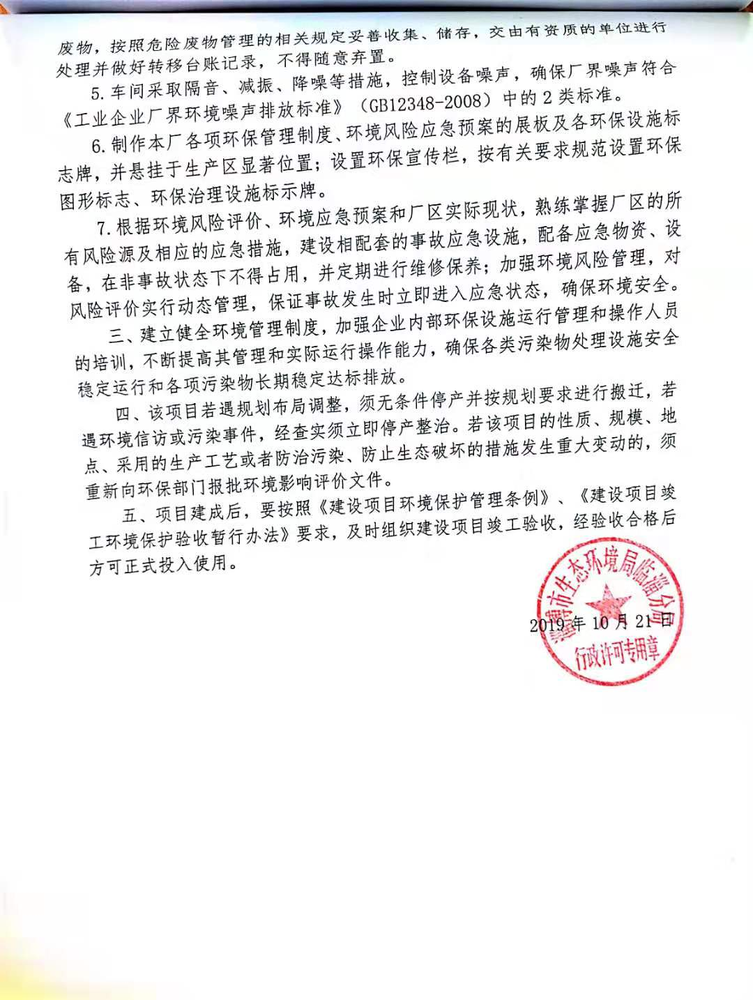 废物，按照危险废物管理的相关规定妥善收集、储存，交由有资质的单位进行
处理并做好转移台账记录，不得随意弃置。
5.车间采取隔音、减振、降噪等措施，控制设备噪声，确保厂界噪声符合
《工业企业厂界环境噪声排放标准》（GB12348-2008）中的 2 类标准。
6.制作本厂各项环保管理制度、环境风险应急预案的展板及各环保设施标
志牌，并悬挂于生产区显著位置；设置环保宣传栏，按有关要求规范设置环保
图形标志、环保治理设施标示牌。
7.根据环境风险评价、环境应急预案和厂区实际现状，熟练掌握厂区的所
有风险源及相应的应急措施，建设相配套的事故应急设施，配备应急物资、设
备，在非事故状态下不得占用，并定期进行维修保养；加强环境风险管理，对
风险评价实行动态管理，保证事故发生时立即进入应急状态，确保环境安全。
三、建立健全环境管理制度，加强企业内部环保设施运行管理和操作人员
的培训，不断提高其管理和实际运行操作能力，确保各类污染物处理设施安全
稳定运行和各项污染物长期稳定达标排放。
四、该项目若遇规划布局调整，须无条件停产并按规划要求进行搬迁，若
遇环境信访或污染事件，经查实须立即停产整治。若该项目的性质、规模、地
点、采用的生产工艺或者防治污染、防止生态破坏的措施发生重大变动的，须
重新向环保部门报批环境影响评价文件。
五、项目建成后，要按照《建设项目环境保护管理条例》、《建设项目竣
工环境保护验收暂行办法》要求，及时组织建设项目竣工验收，经验收合格后
方可正式投入使用。
淄博市生态环境局临淄分局
2019 年 10 月 21 日
行政许可专用章